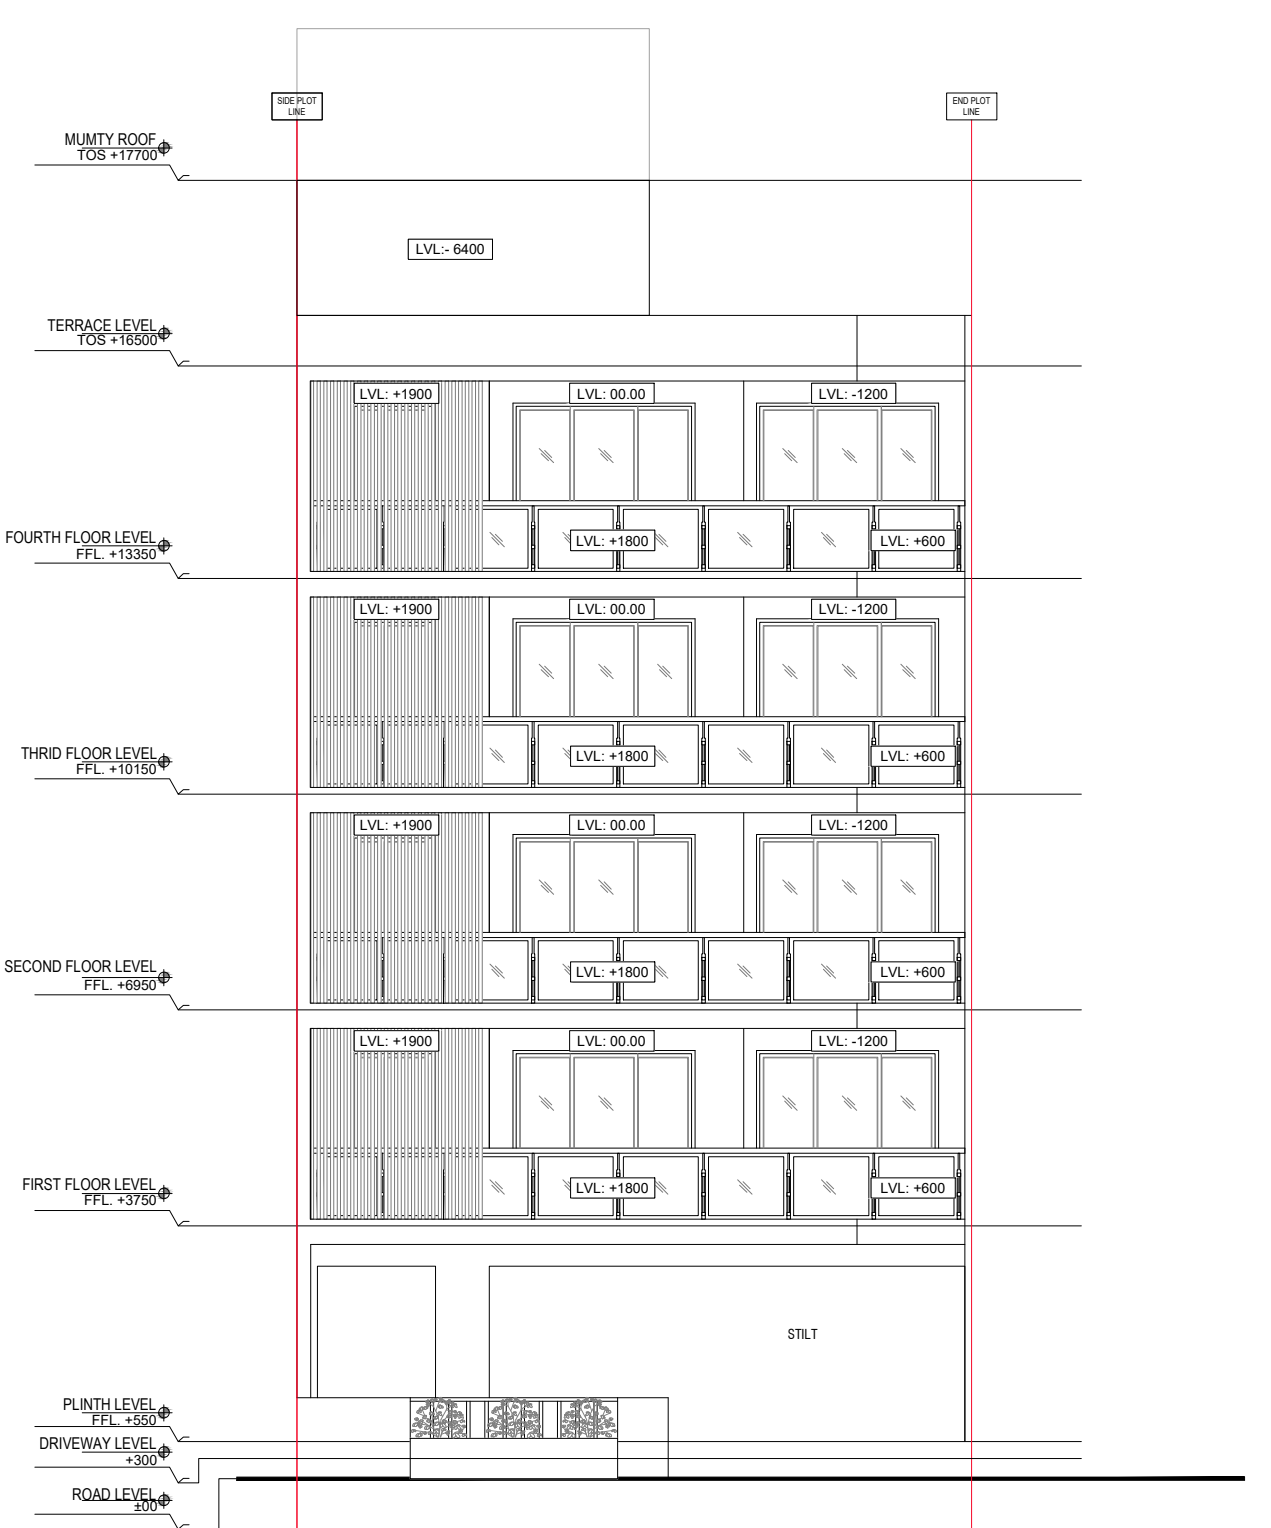 SIDE PLOT
LINE
END PLOT
LINE
MUMTY ROOF
TOS +17700
LVL:- 6400
TERRACE LEVEL
TOS +16500
LVL: +1900
LVL: 00.00
LVL: -1200
FOURTH FLOOR LEVEL
FFL. +13350
LVL: +1800
LVL: +600
LVL: +1900
LVL: 00.00
LVL: -1200
THRID FLOOR LEVEL
FFL. +10150
LVL: +1800
LVL: +600
LVL: +1900
LVL: 00.00
LVL: -1200
SECOND FLOOR LEVEL
FFL. +6950
LVL: +1800
LVL: +600
LVL: +1900
LVL: 00.00
LVL: -1200
FIRST FLOOR LEVEL
FFL. +3750
LVL: +1800
LVL: +600
STILT
PLINTH LEVEL
FFL. +550
DRIVEWAY LEVEL
+300
ROAD LEVEL
±00